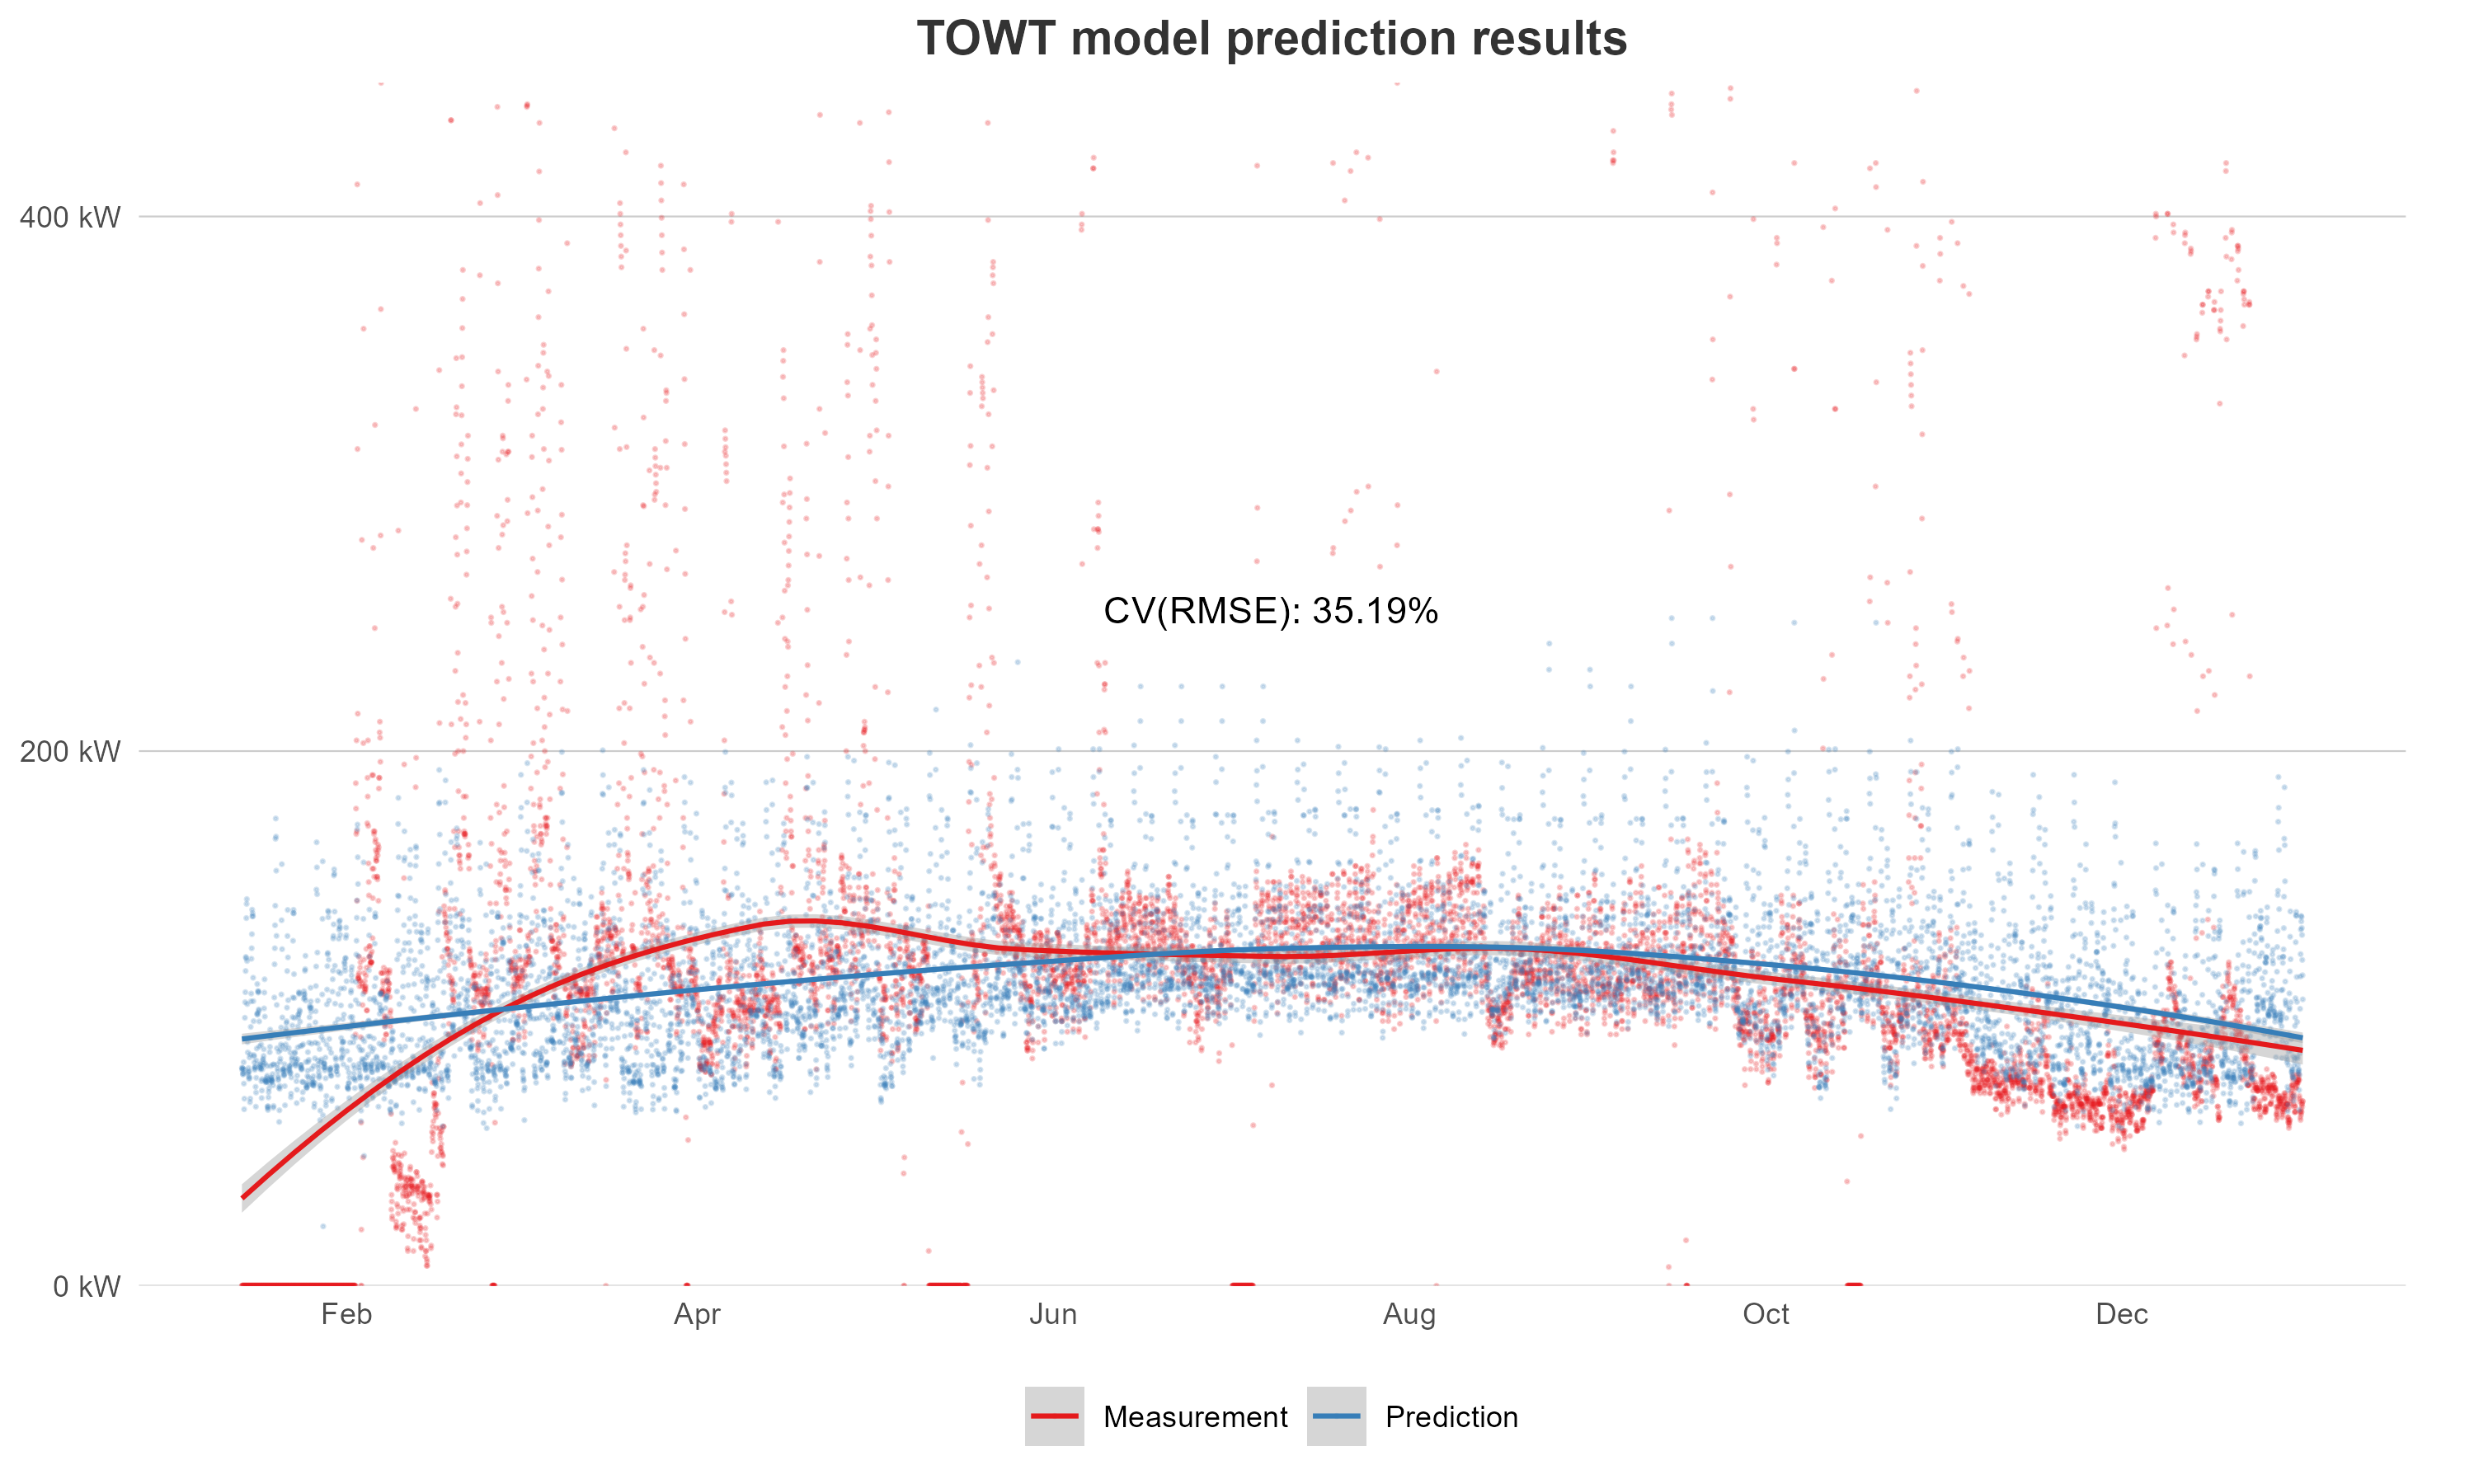 TOWT model prediction results
400 kW
CV(RMSE): 35.19%
200 kW
0 kW
Feb Apr Jun Aug Oct Dec
Measurement Prediction